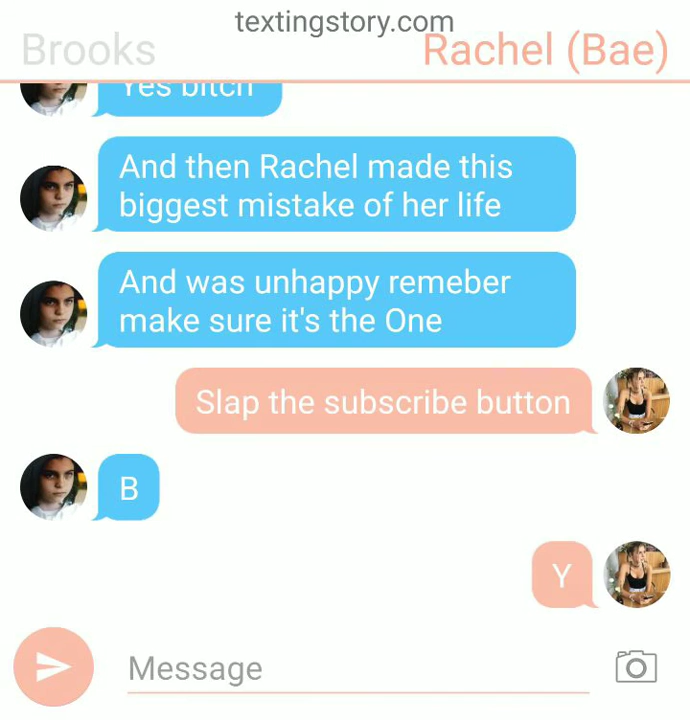 textingstory.com
Brooks
Rachel (Bae)
Yes bitch
And then Rachel made this
biggest mistake of her life
And was unhappy remeber
make sure it's the One
Slap the subscribe button
B
Y
Message